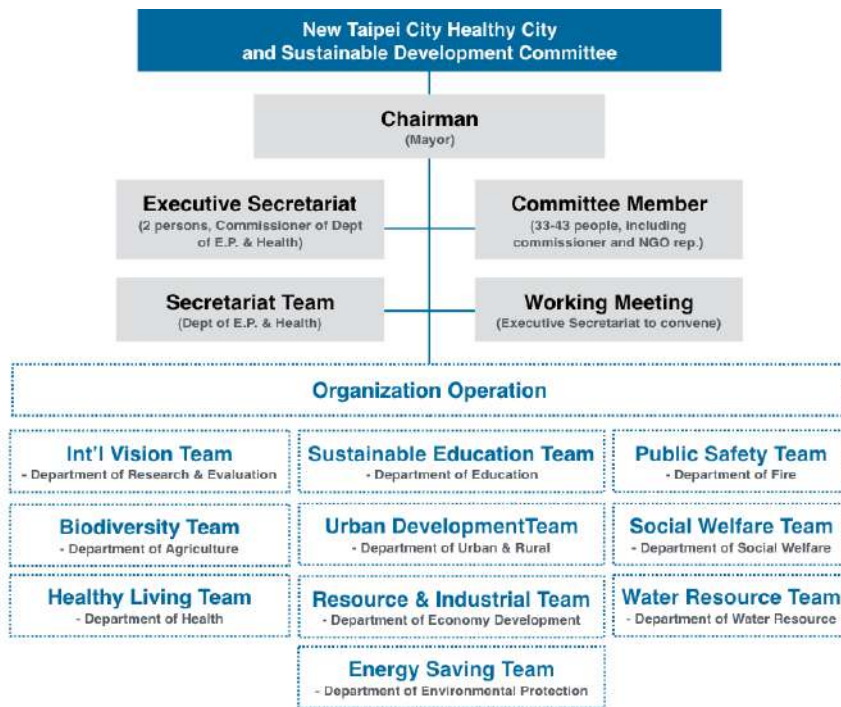 New Taipei City Healthy City
and Sustainable Development Committee
Chairman
(Mayor)
Executive Secretariat
(2 persons, Commissioner of Dept
of E.P. & Health)
Committee Member
(33-43 people, including
commissioner and NGO rep.)
Secretariat Team
(Dept of E.P. & Health)
Working Meeting
(Executive Secretariat to convene)
Organization Operation
Int'l Vision Team
- Department of Research & Evaluation
Sustainable Education Team
- Department of Education
Public Safety Team
- Department of Fire
Biodiversity Team
- Department of Agriculture
Urban DevelopmentTeam
- Department of Urban & Rural
Social Welfare Team
- Department of Social Welfare
Healthy Living Team
- Department of Health
Resource & Industrial Team
- Department of Economy Development
Water Resource Team
- Department of Water Resource
Energy Saving Team
- Department of Environmental Protection